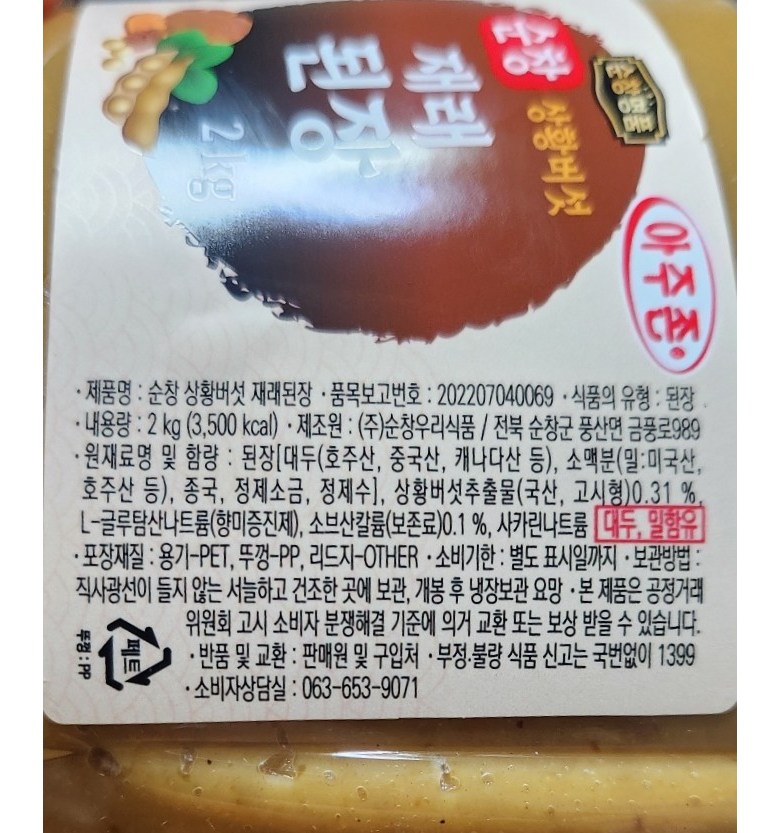 순창명품
순창
상황버섯
재래
된장
2kg
아주존
· 제품명 : 순창 상황버섯 재래된장 · 품목보고번호 : 202207040069 · 식품의 유형 : 된장
· 내용량 : 2 kg (3,500 kcal) · 제조원 : (주)순창우리식품 / 전북 순창군 풍산면 금풍로989
· 원재료명 및 함량 : 된장[대두(호주산, 중국산, 캐나다산 등), 소맥분(밀:미국산,
호주산 등), 종국, 정제소금, 정제수], 상황버섯추출물(국산, 고시형)0.31 %,
L-글루탐산나트륨(향미증진제), 소브산칼륨(보존료)0.1 %, 사카린나트륨 대두, 밀함유
· 포장재질 : 용기-PET, 뚜껑-PP, 리드지-OTHER · 소비기한 : 별도 표시일까지 · 보관방법 :
직사광선이 들지 않는 서늘하고 건조한 곳에 보관, 개봉 후 냉장보관 요망 · 본 제품은 공정거래
위원회 고시 소비자 분쟁해결 기준에 의거 교환 또는 보상 받을 수 있습니다.
· 반품 및 교환 : 판매원 및 구입처 · 부정·불량 식품 신고는 국번없이 1399
· 소비자상담실 : 063-653-9071
페트
뚜껑 : PP